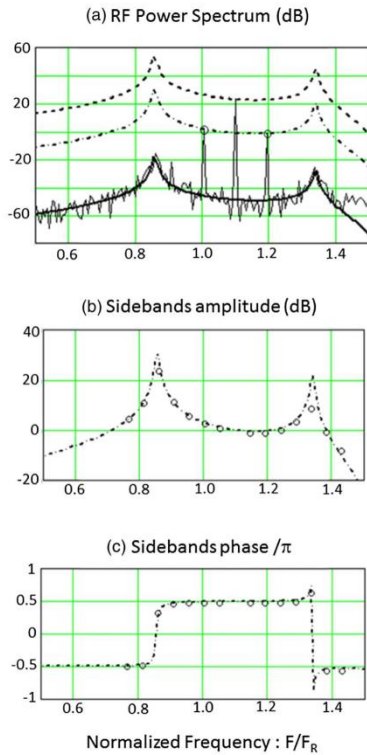 (a) RF Power Spectrum (dB)
60
20
-20
-60
0.6 0.8 1.0 1.2 1.4
(b) Sidebands amplitude (dB)
40
20
0
-20
0.6 0.8 1.0 1.2 1.4
(c) Sidebands phase /π
1
0.5
0
-0.5
-1
0.6 0.8 1.0 1.2 1.4
Normalized Frequency : F/F_R